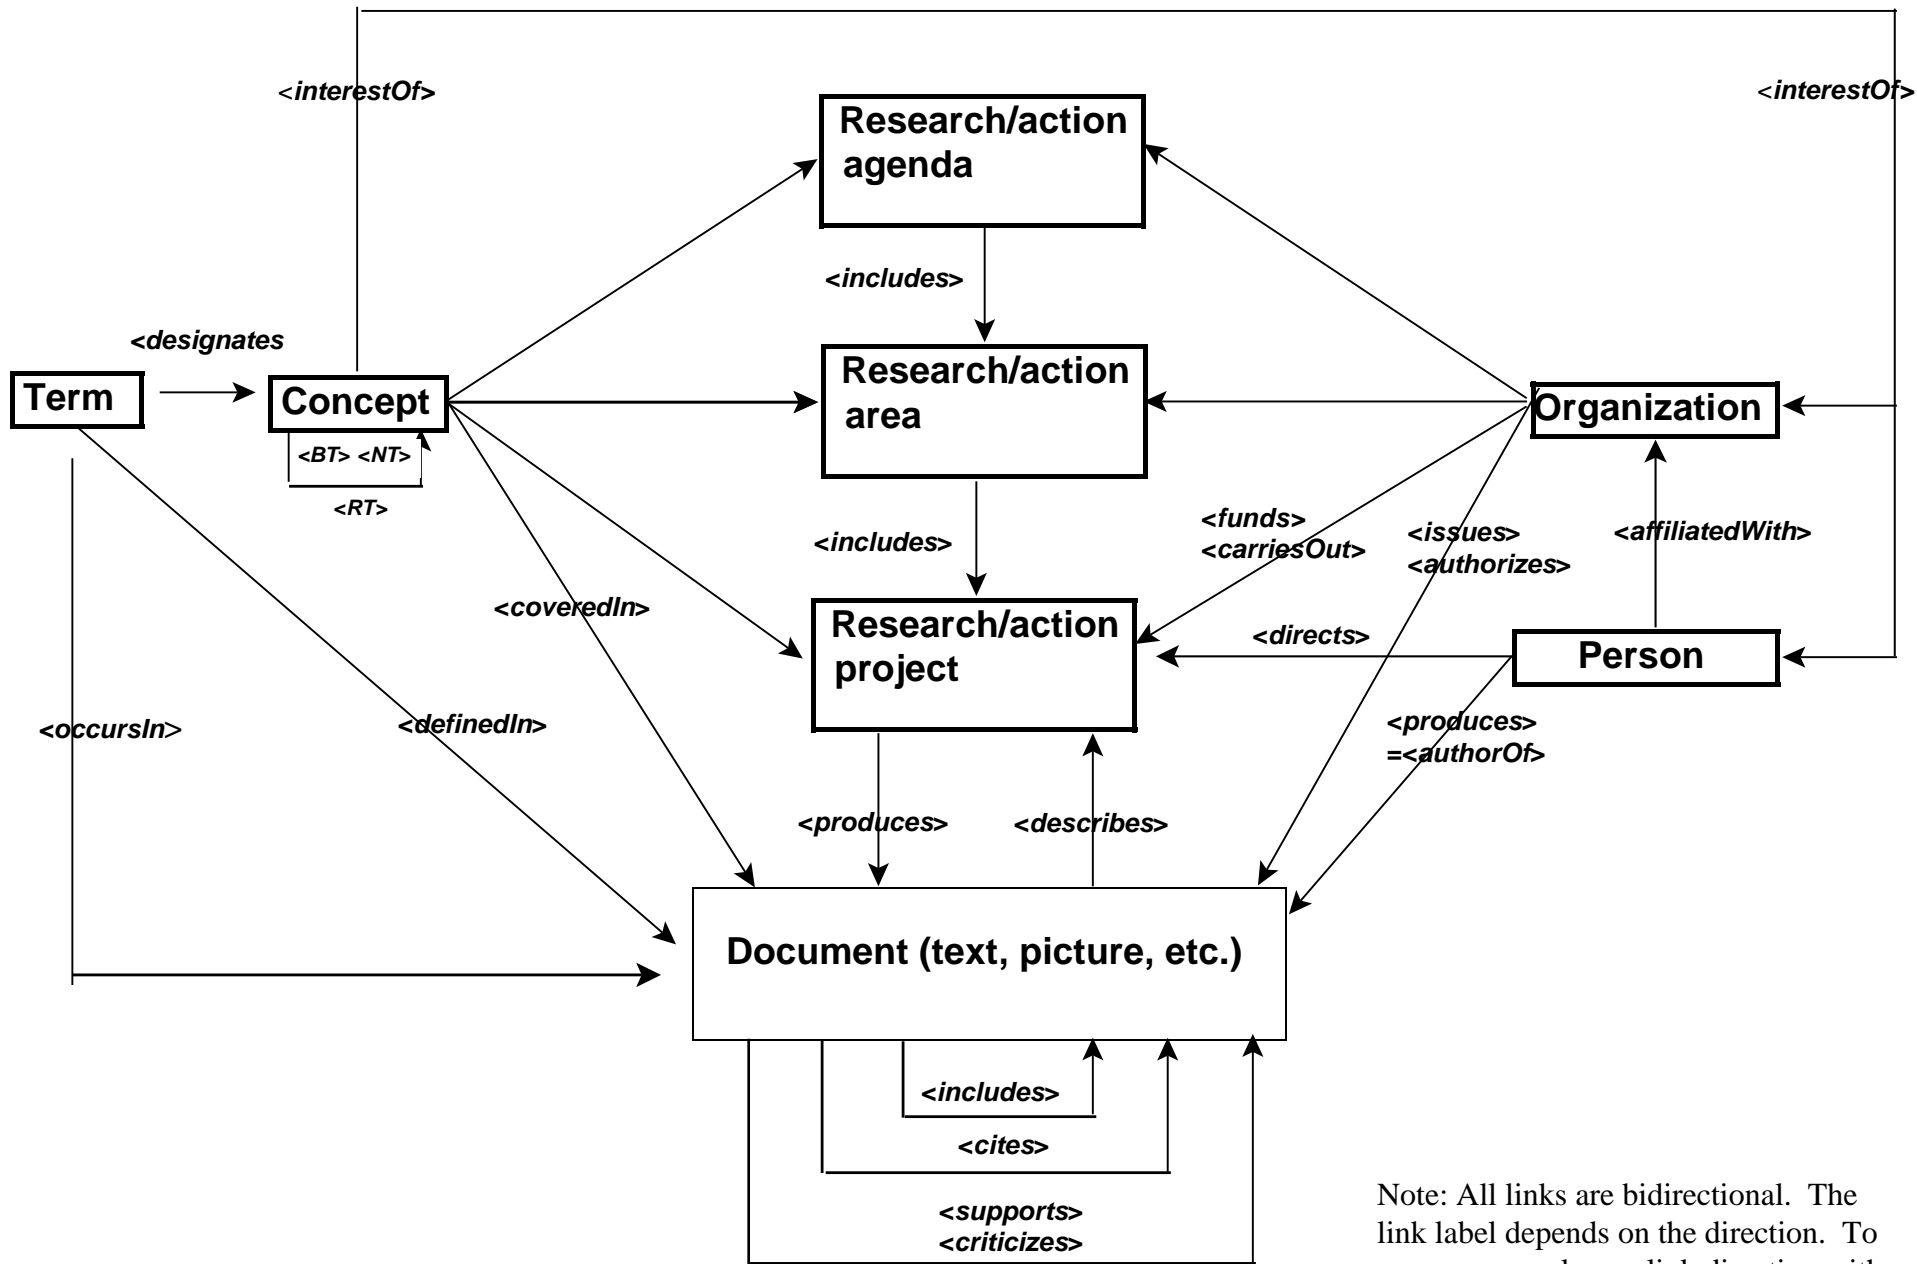 <interestOf>
<interestOf>
Research/action
agenda
<includes>
<designates
Term
Concept
Research/action
area
Organization
<BT> <NT>
<RT>
<funds>
<carriesOut>
<issues>
<authorizes>
<affiliatedWith>
<includes>
<coveredIn>
Research/action
project
<directs>
Person
<occursIn>
<definedIn>
<produces>
=<authorOf>
<produces>
<describes>
Document (text, picture, etc.)
<includes>
<cites>
<supports>
<criticizes>
Note: All links are bidirectional. The
link label depends on the direction. To